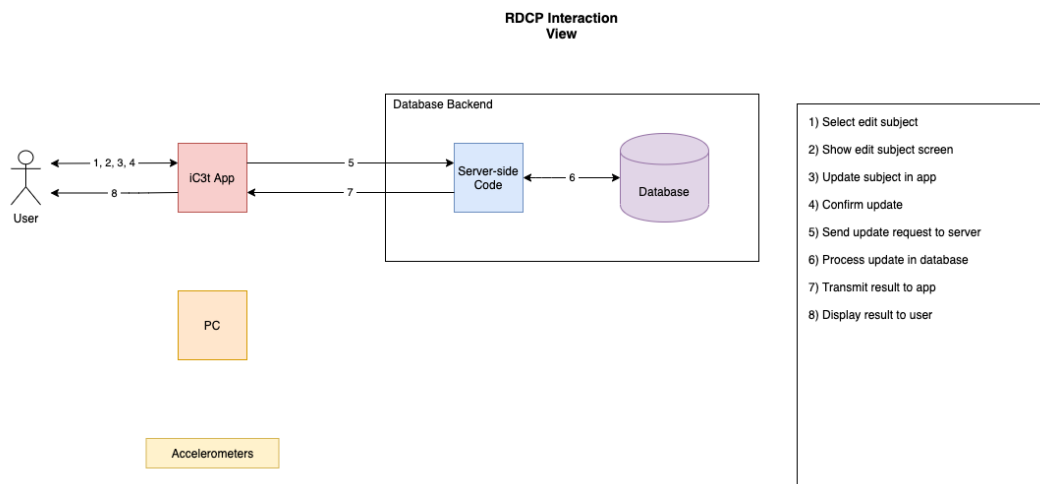 RDCP Interaction
View
Database Backend
1, 2, 3, 4
8
User
iC3t App
5
7
Server-side
Code
6
Database
PC
Accelerometers
1) Select edit subject
2) Show edit subject screen
3) Update subject in app
4) Confirm update
5) Send update request to server
6) Process update in database
7) Transmit result to app
8) Display result to user